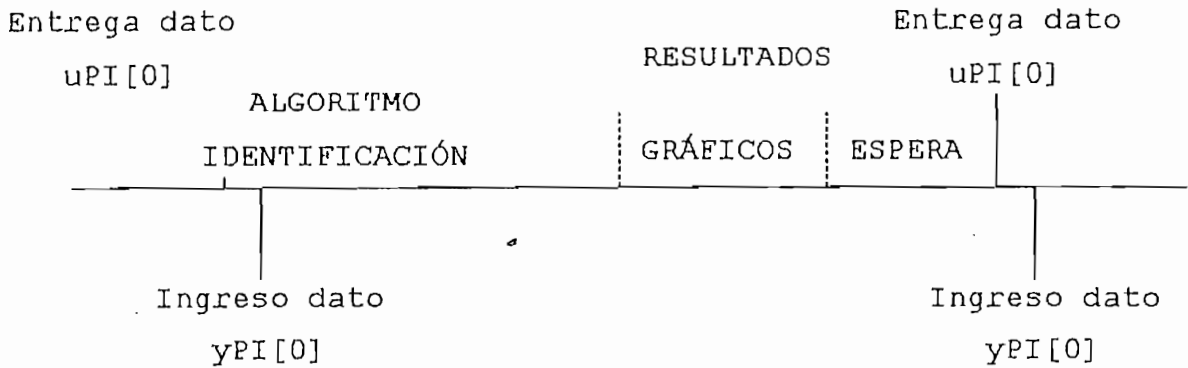 Entrega dato
uPI[0]
ALGORITMO
IDENTIFICACIÓN
RESULTADOS
GRÁFICOS
ESPERA
Entrega dato
uPI[0]
Ingreso dato
yPI[0]
Ingreso dato
yPI[0]